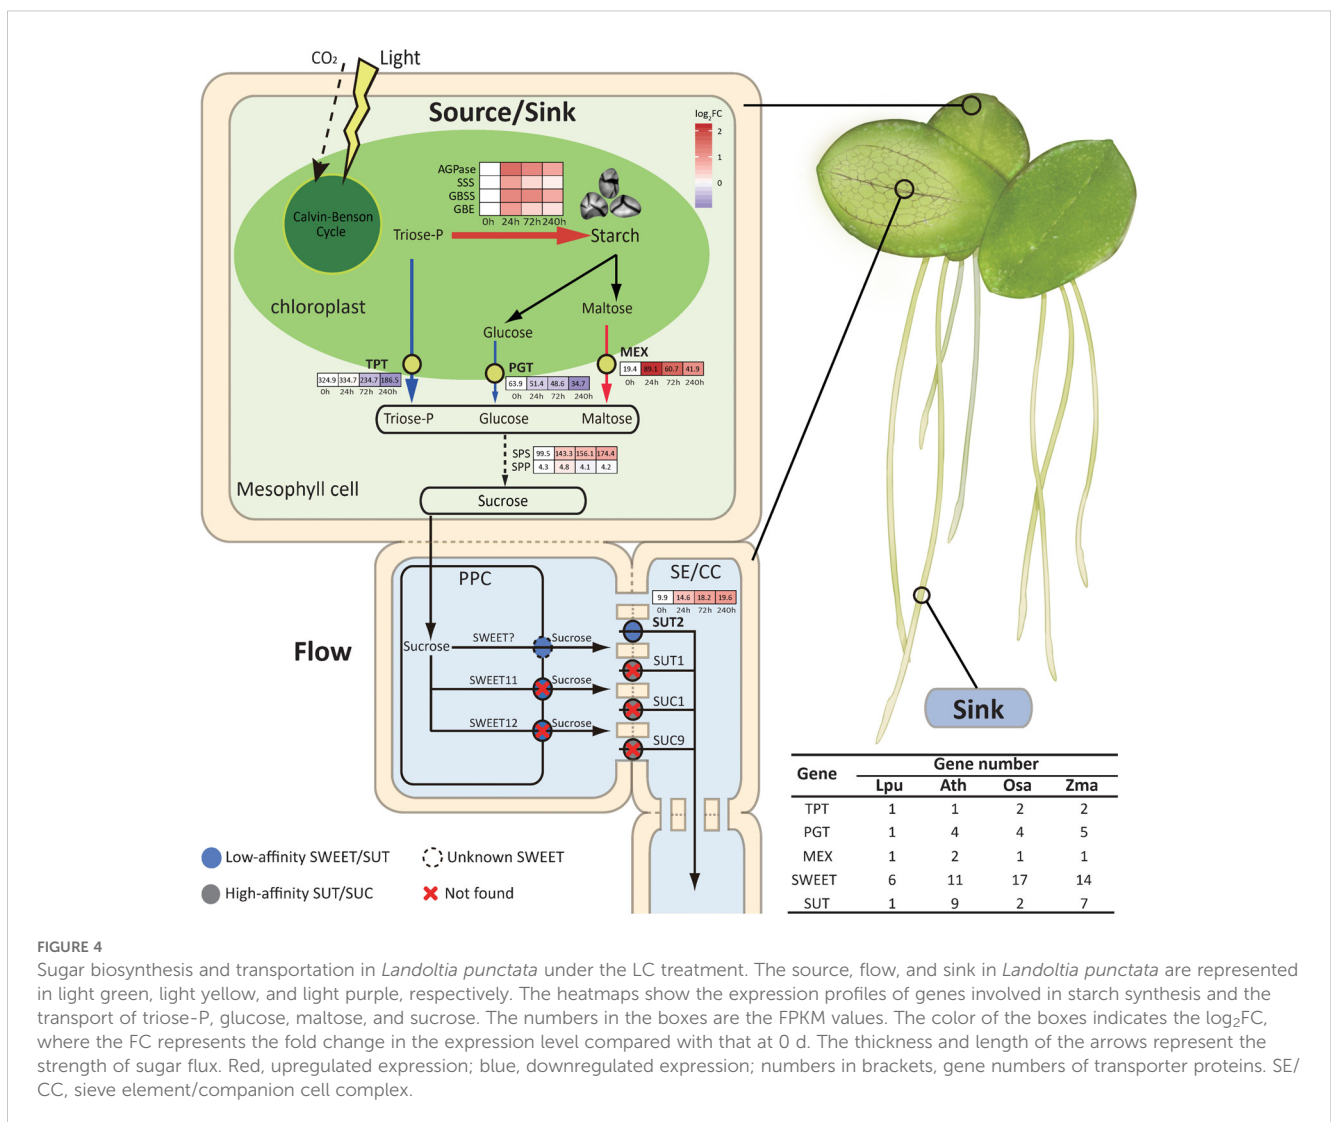 CO₂
Light
Source/Sink
log₂FC
2
1
0
AGPase
SSS
GBSS
GBE
0h 24h 72h 240h
Calvin-Benson
Cycle
Triose-P
Starch
chloroplast
Glucose
Maltose
TPT
324.9 334.7 234.7 186.5
0h 24h 72h 240h
PGT
63.9 51.4 48.6 34.7
0h 24h 72h 240h
MEX
19.4 89.1 60.7 41.9
0h 24h 72h 240h
Triose-P Glucose Maltose
SPS 99.5 143.3 156.1 174.4
SPP 4.3 4.8 4.1 4.2
Mesophyll cell
Sucrose
PPC
SE/CC
9.9 14.6 18.2 19.6
0h 24h 72h 240h
SUT2
Flow
Sucrose
SWEET? Sucrose
SUT1
SWEET11 Sucrose
SUC1
SWEET12 Sucrose
SUC9
Sink
Low-affinity SWEET/SUT
Unknown SWEET
High-affinity SUT/SUC
Not found
Gene Gene number
Lpu Ath Osa Zma
TPT 1 1 2 2
PGT 1 4 4 5
MEX 1 2 1 1
SWEET 6 11 17 14
SUT 1 9 2 7
FIGURE 4
Sugar biosynthesis and transportation in Landoltia punctata under the LC treatment. The source, flow, and sink in Landoltia punctata are represented
in light green, light yellow, and light purple, respectively. The heatmaps show the expression profiles of genes involved in starch synthesis and the
transport of triose-P, glucose, maltose, and sucrose. The numbers in the boxes are the FPKM values. The color of the boxes indicates the log₂FC,
where the FC represents the fold change in the expression level compared with that at 0 d. The thickness and length of the arrows represent the
strength of sugar flux. Red, upregulated expression; blue, downregulated expression; numbers in brackets, gene numbers of transporter proteins. SE/
CC, sieve element/companion cell complex.